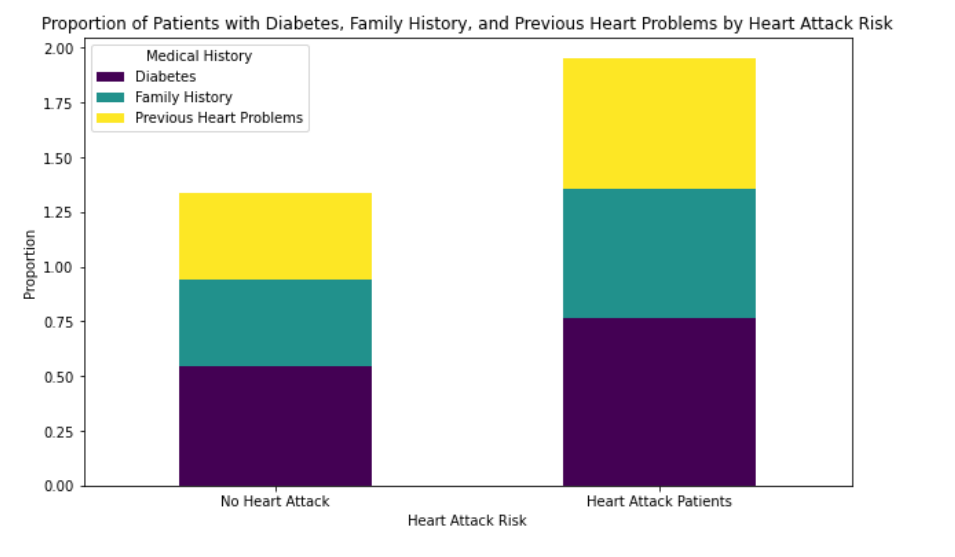 Proportion of Patients with Diabetes, Family History, and Previous Heart Problems by Heart Attack Risk
2.00
1.75
1.50
1.25
1.00
0.75
0.50
0.25
0.00
Proportion
Medical History
Diabetes
Family History
Previous Heart Problems
No Heart Attack
Heart Attack Patients
Heart Attack Risk